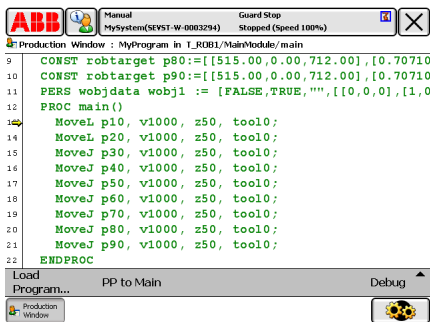 ABB
Manual
Guard Stop
MySystem(SEVST-W-0003294)
Stopped (Speed 100%)
Production Window : MyProgram in T_ROB1/MainModule/main
9 CONST robtarget p80:=[[515.00,0.00,712.00],[0.70710
10 CONST robtarget p90:=[[515.00,0.00,712.00],[0.70710
11 PERS wobjdata wobj1 := [FALSE,TRUE,"",[[0,0,0],[1,0
12 PROC main()
MoveL p10, v1000, z50, tool0;
14 MoveL p20, v1000, z50, tool0;
15 MoveJ p30, v1000, z50, tool0;
16 MoveJ p40, v1000, z50, tool0;
17 MoveJ p50, v1000, z50, tool0;
18 MoveJ p60, v1000, z50, tool0;
19 MoveJ p70, v1000, z50, tool0;
20 MoveJ p80, v1000, z50, tool0;
21 MoveJ p90, v1000, z50, tool0;
22 ENDPROC
Load Program...
PP to Main
Debug
Production Window